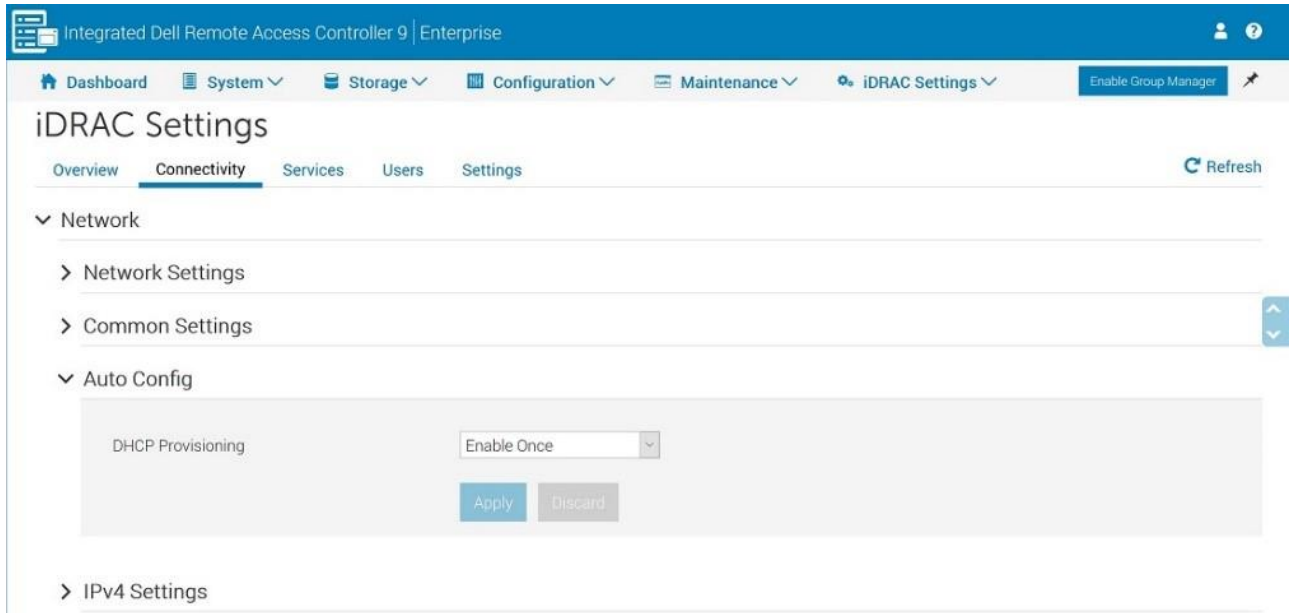 Integrated Dell Remote Access Controller 9 | Enterprise
Dashboard System Storage Configuration Maintenance iDRAC Settings Enable Group Manager
iDRAC Settings
Overview Connectivity Services Users Settings Refresh
Network
Network Settings
Common Settings
Auto Config
DHCP Provisioning Enable Once
Apply Discard
IPv4 Settings